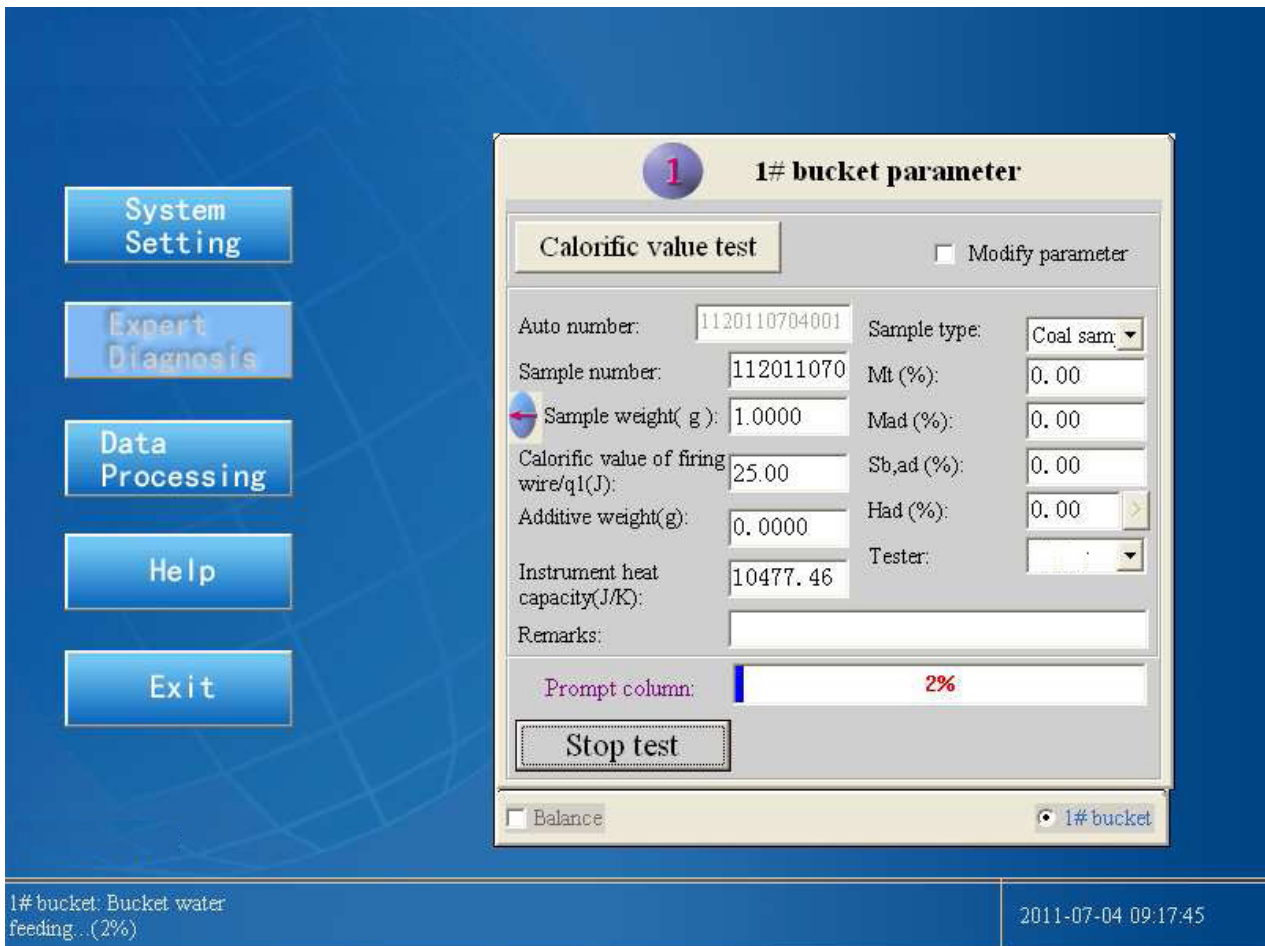 System
Setting
Expert
Diagnosis
Data
Processing
Help
Exit
1
1# bucket parameter
Calorific value test
Modify parameter
Auto number: 1120110704001
Sample number: 112011070
Sample weight( g ): 1.0000
Calorific value of firing
wire/q1(J): 25.00
Additive weight(g): 0.0000
Instrument heat
capacity(J/K): 10477.46
Remarks:
Sample type: Coal sam
Mt (%): 0.00
Mad (%): 0.00
Sb,ad (%): 0.00
Had (%): 0.00 >
Tester:
Prompt column: 2%
Stop test
Balance
1# bucket
1# bucket: Bucket water
feeding...(2%)
2011-07-04 09:17:45